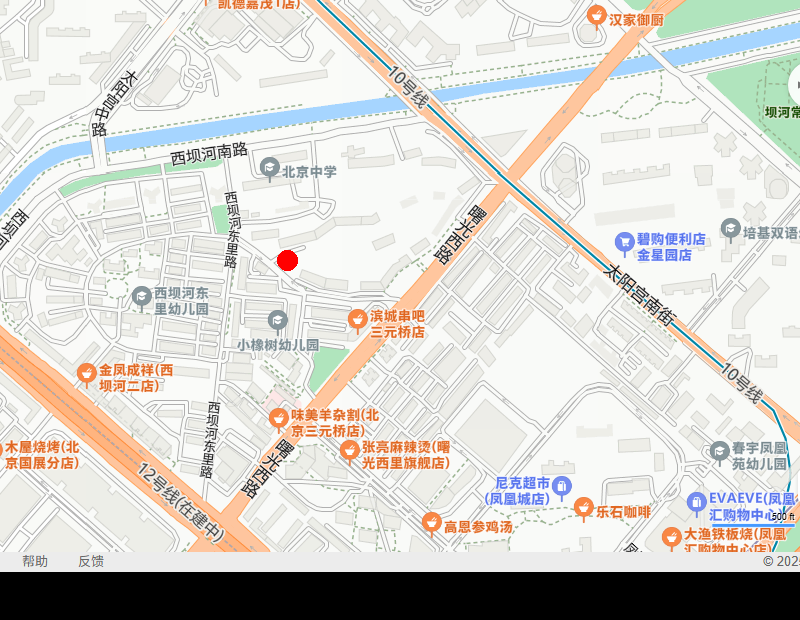 凯德嘉茂1店)
汉家御厨
10号线
太阳宫中路
坝河常
西坝河南路
北京中学
西坝河东里路
曙光西路
西坝河
碧购便利店
金星园店
培基双语
太阳宫南街
西坝河东
里幼儿园
滨城串吧
三元桥店
小橡树幼儿园
金凤成祥(西
坝河二店)
10号线
味美羊杂割(北
京三元桥店)
西坝河东里路
曙光西路
张亮麻辣烫(曙
光西里旗舰店)
木屋烧烤(北
京国展分店)
12号线(在建中)
春宇凤凰
苑幼儿园
尼克超市
(凤凰城店)
乐石咖啡
EVAEVE(凤凰
汇购物中心
500 ft
高恩参鸡汤
大渔铁板烧(凤凰
汇购物中心店)
帮助
反馈
© 202